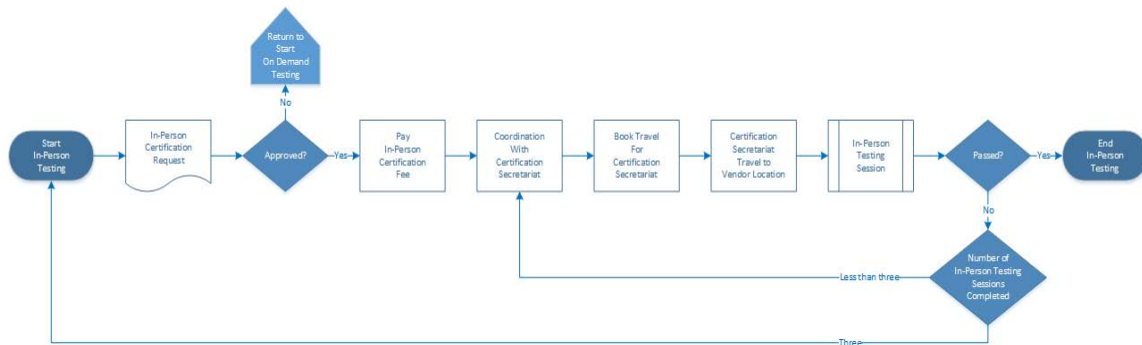 Return to
Start
On Demand
Testing
No
Start
In-Person
Testing
In-Person
Certification
Request
Approved?
Yes
Pay
In-Person
Certification
Fee
Coordination
With
Certification
Secretariat
Book Travel
For
Certification
Secretariat
Certification
Secretariat
Travel to
Vendor Location
In-Person
Testing
Session
Passed?
Yes
End
In-Person
Testing
No
Number of
In-Person Testing
Sessions
Completed
Less than three
Three